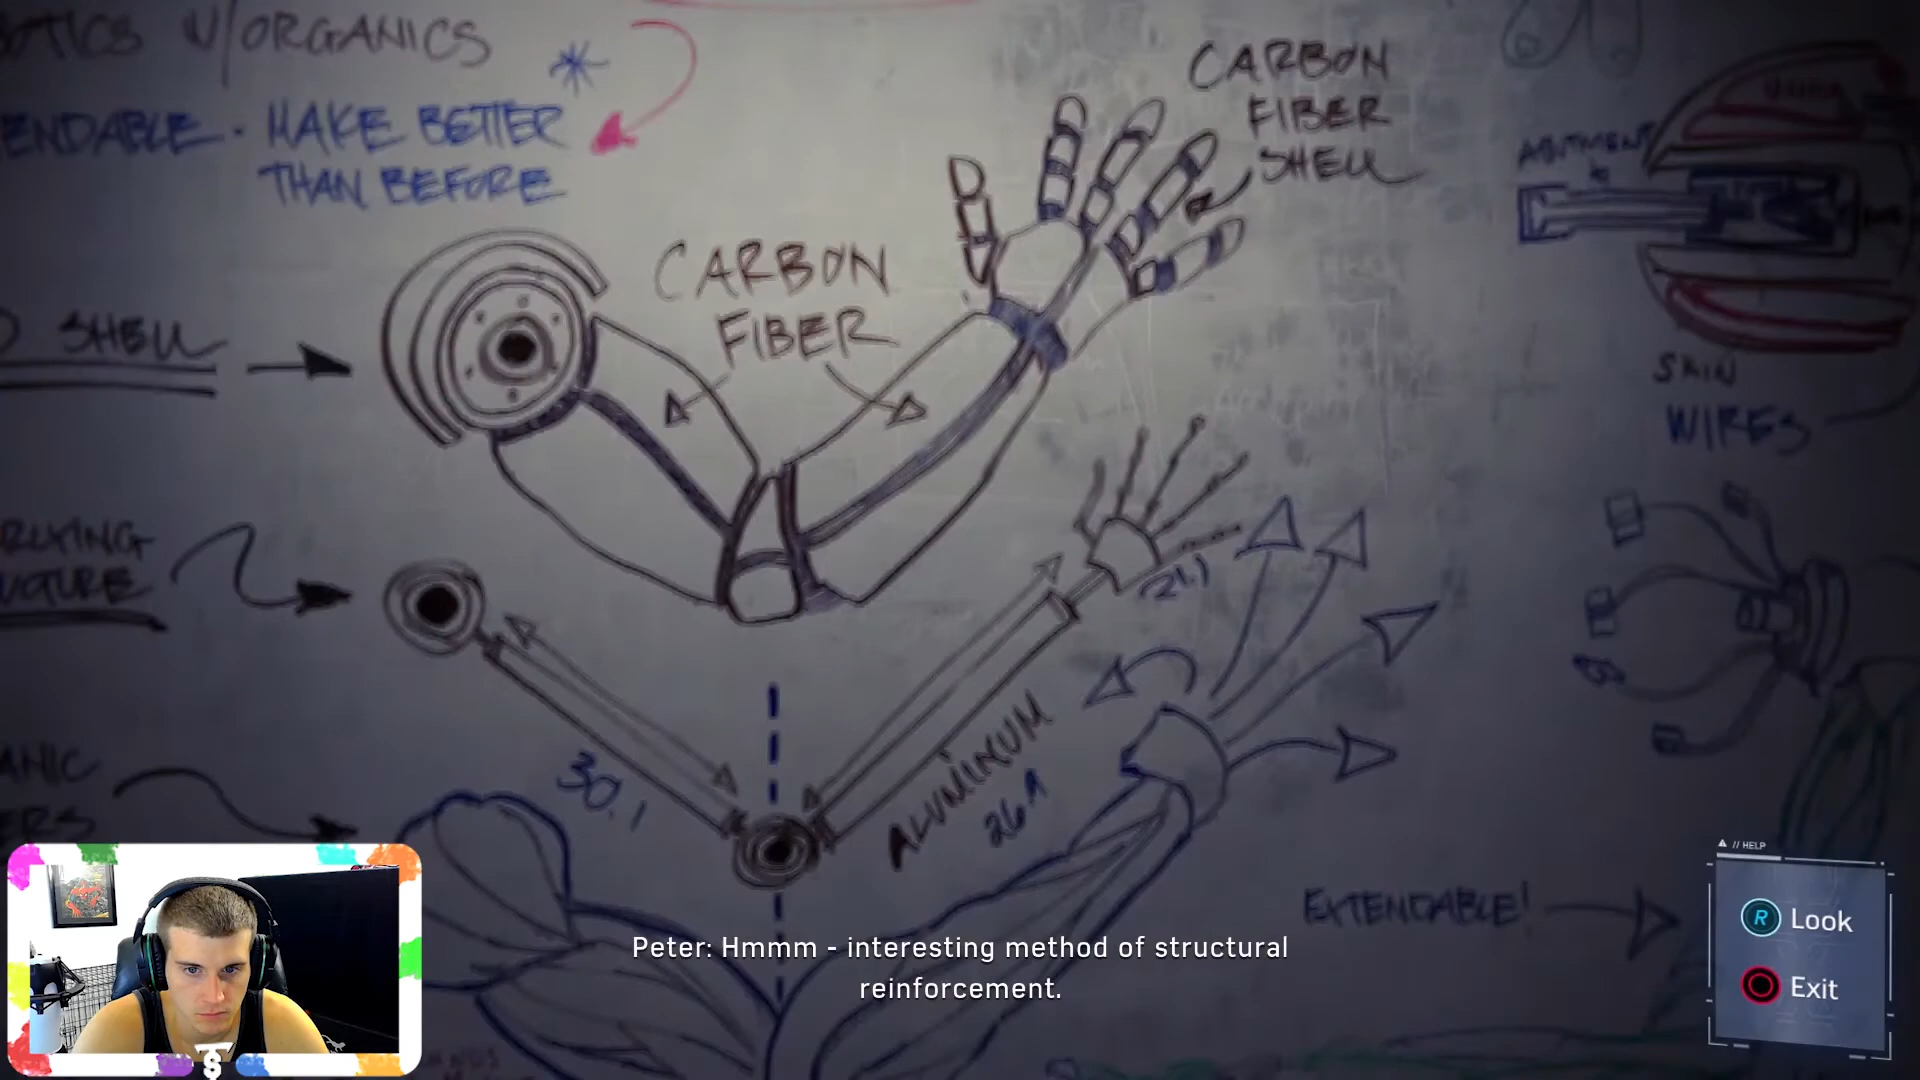 W/ORGANICS
MAKE BETTER
THAN BEFORE
CARBON
FIBER
SHELL
ABUTMENT
CARBON
FIBER
SHELL
SKIN
WIRES
30.1
ALUMINUM
26.9
21.1
EXTENDABLE!
// HELP
R Look
Exit
Peter: Hmmm - interesting method of structural
reinforcement.